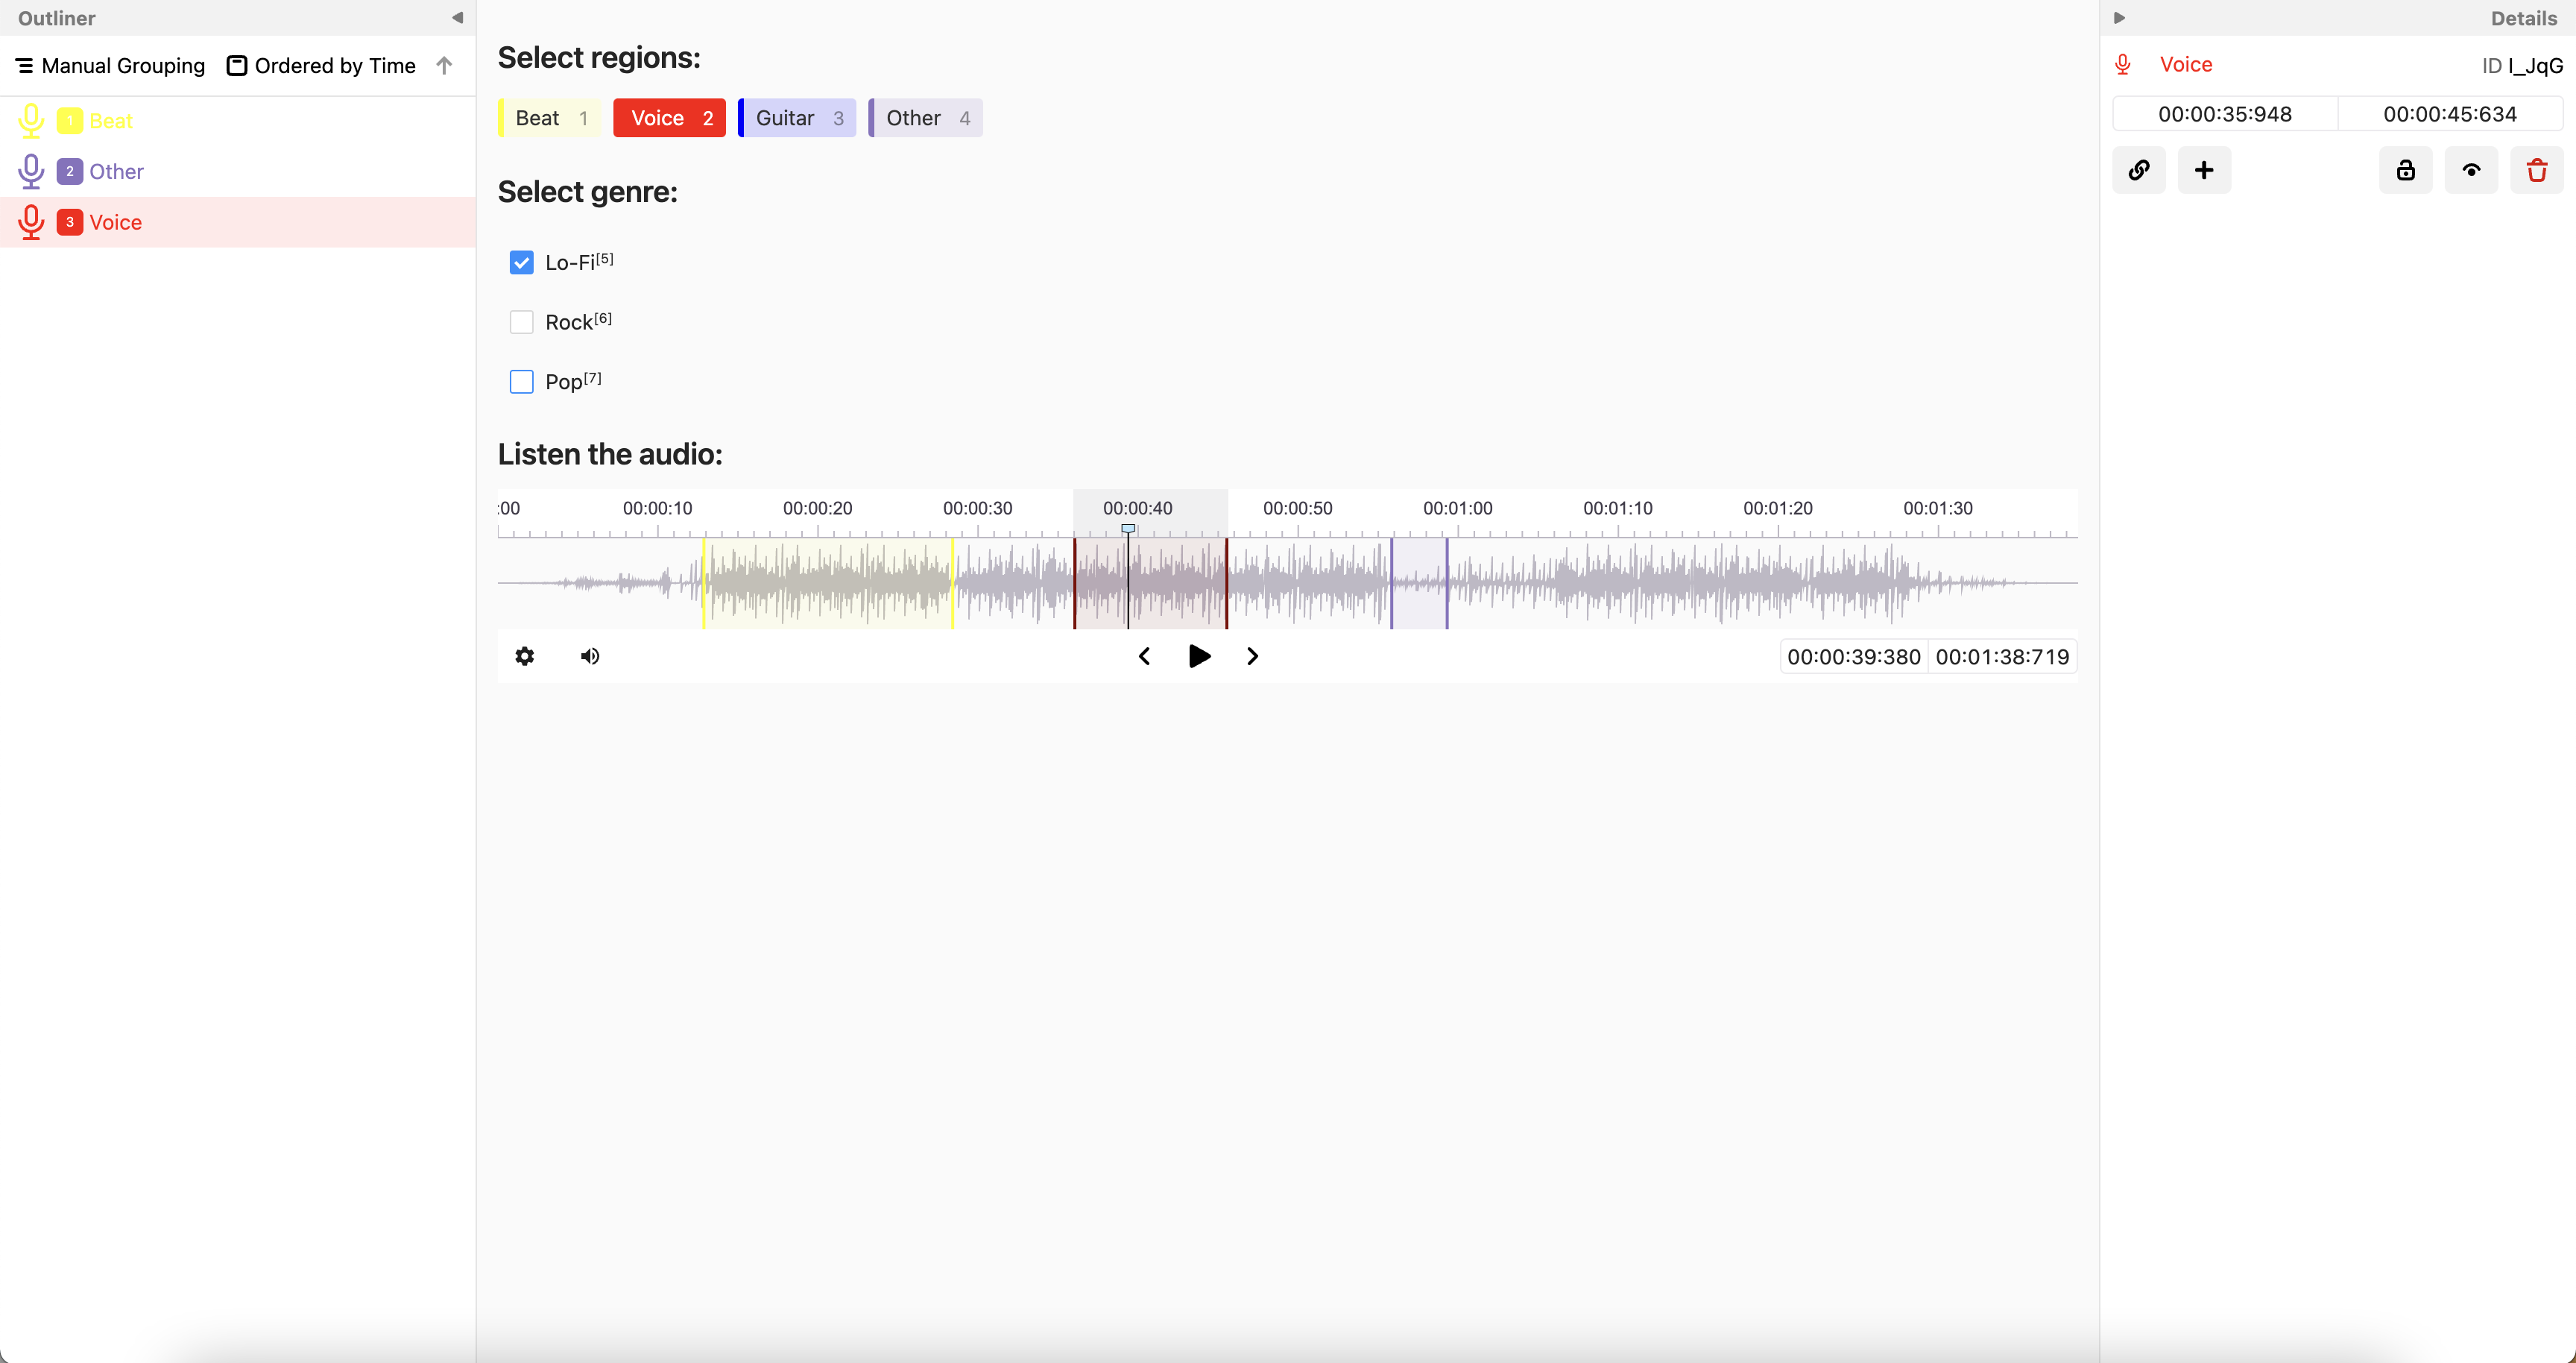 Outliner
Manual Grouping Ordered by Time
1 Beat
2 Other
3 Voice
Select regions:
Beat 1 Voice 2 Guitar 3 Other 4
Select genre:
Lo-Fi[5]
Rock[6]
Pop[7]
Listen the audio:
:00 00:00:10 00:00:20 00:00:30 00:00:40 00:00:50 00:01:00 00:01:10 00:01:20 00:01:30
00:00:39:380 00:01:38:719
Details
Voice ID I_JqG
00:00:35:948 00:00:45:634